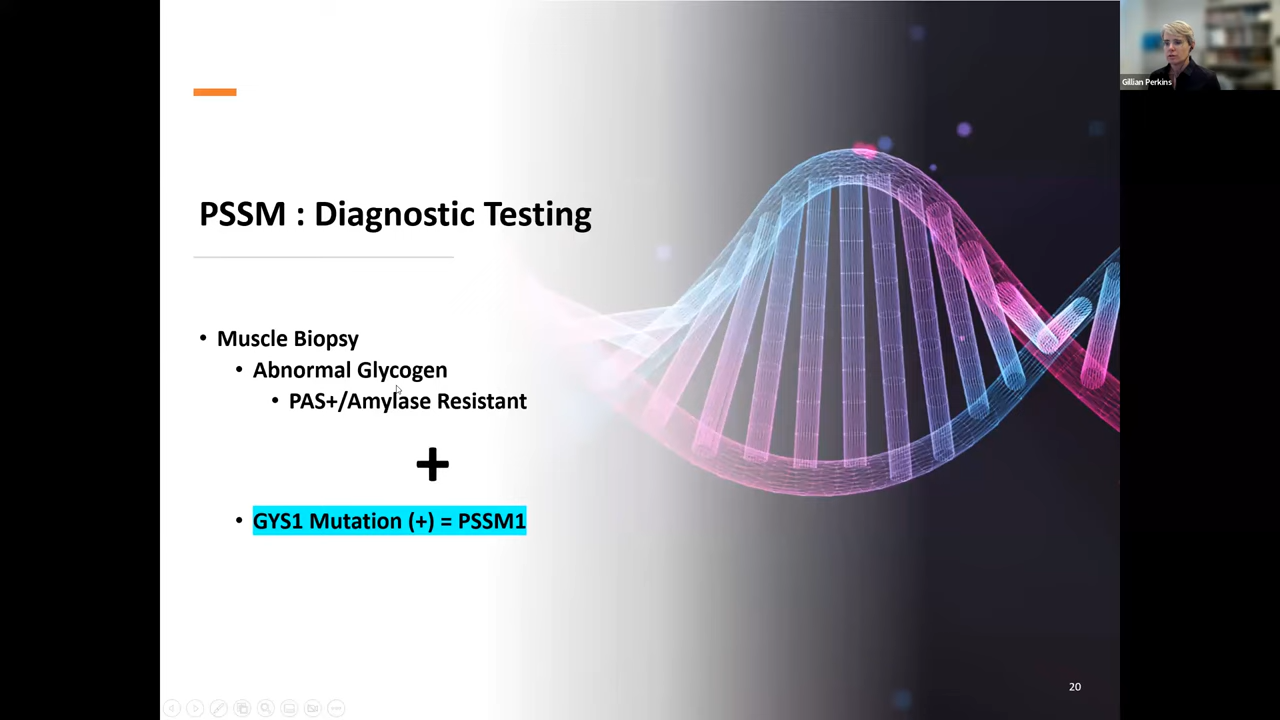 Gillian Perkins
PSSM : Diagnostic Testing
• Muscle Biopsy
• Abnormal Glycogen
• PAS+/Amylase Resistant
+
• GYS1 Mutation (+) = PSSM1
20